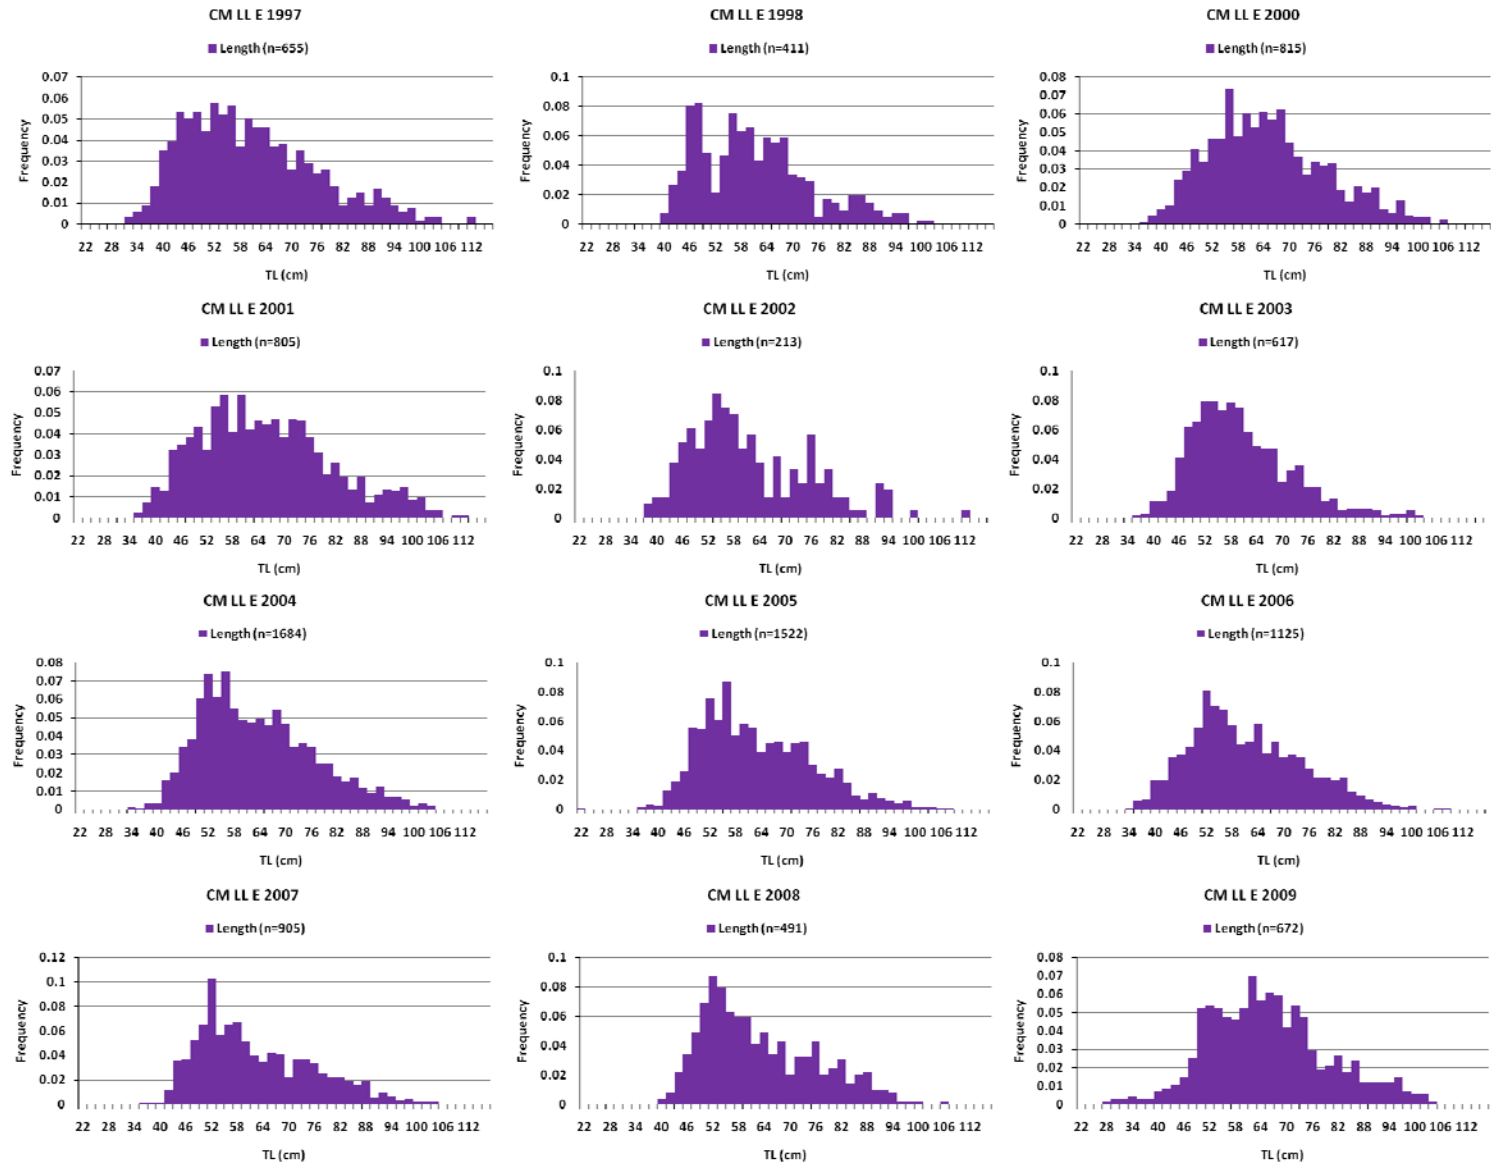 CM LL E 1997
Length (n=655)
0.07
0.06
0.05
0.04
0.03
0.02
0.01
0
Frequency
22 28 34 40 46 52 58 64 70 76 82 88 94 100 106 112
TL (cm)
CM LL E 1998
Length (n=411)
0.1
0.08
0.06
0.04
0.02
0
Frequency
22 28 34 40 46 52 58 64 70 76 82 88 94 100 106 112
TL (cm)
CM LL E 2000
Length (n=815)
0.08
0.07
0.06
0.05
0.04
0.03
0.02
0.01
0
Frequency
22 28 34 40 46 52 58 64 70 76 82 88 94 100 106 112
TL (cm)
CM LL E 2001
Length (n=805)
0.07
0.06
0.05
0.04
0.03
0.02
0.01
0
Frequency
22 28 34 40 46 52 58 64 70 76 82 88 94 100 106 112
TL (cm)
CM LL E 2002
Length (n=213)
0.1
0.08
0.06
0.04
0.02
0
Frequency
22 28 34 40 46 52 58 64 70 76 82 88 94 100 106 112
TL (cm)
CM LL E 2003
Length (n=617)
0.1
0.08
0.06
0.04
0.02
0
Frequency
22 28 34 40 46 52 58 64 70 76 82 88 94 100 106 112
TL (cm)
CM LL E 2004
Length (n=1684)
0.08
0.07
0.06
0.05
0.04
0.03
0.02
0.01
0
Frequency
22 28 34 40 46 52 58 64 70 76 82 88 94 100 106 112
TL (cm)
CM LL E 2005
Length (n=1522)
0.1
0.08
0.06
0.04
0.02
0
Frequency
22 28 34 40 46 52 58 64 70 76 82 88 94 100 106 112
TL (cm)
CM LL E 2006
Length (n=1125)
0.1
0.08
0.06
0.04
0.02
0
Frequency
22 28 34 40 46 52 58 64 70 76 82 88 94 100 106 112
TL (cm)
CM LL E 2007
Length (n=905)
0.12
0.1
0.08
0.06
0.04
0.02
0
Frequency
22 28 34 40 46 52 58 64 70 76 82 88 94 100 106 112
TL (cm)
CM LL E 2008
Length (n=491)
0.1
0.08
0.06
0.04
0.02
0
Frequency
22 28 34 40 46 52 58 64 70 76 82 88 94 100 106 112
TL (cm)
CM LL E 2009
Length (n=672)
0.08
0.07
0.06
0.05
0.04
0.03
0.02
0.01
0
Frequency
22 28 34 40 46 52 58 64 70 76 82 88 94 100 106 112
TL (cm)